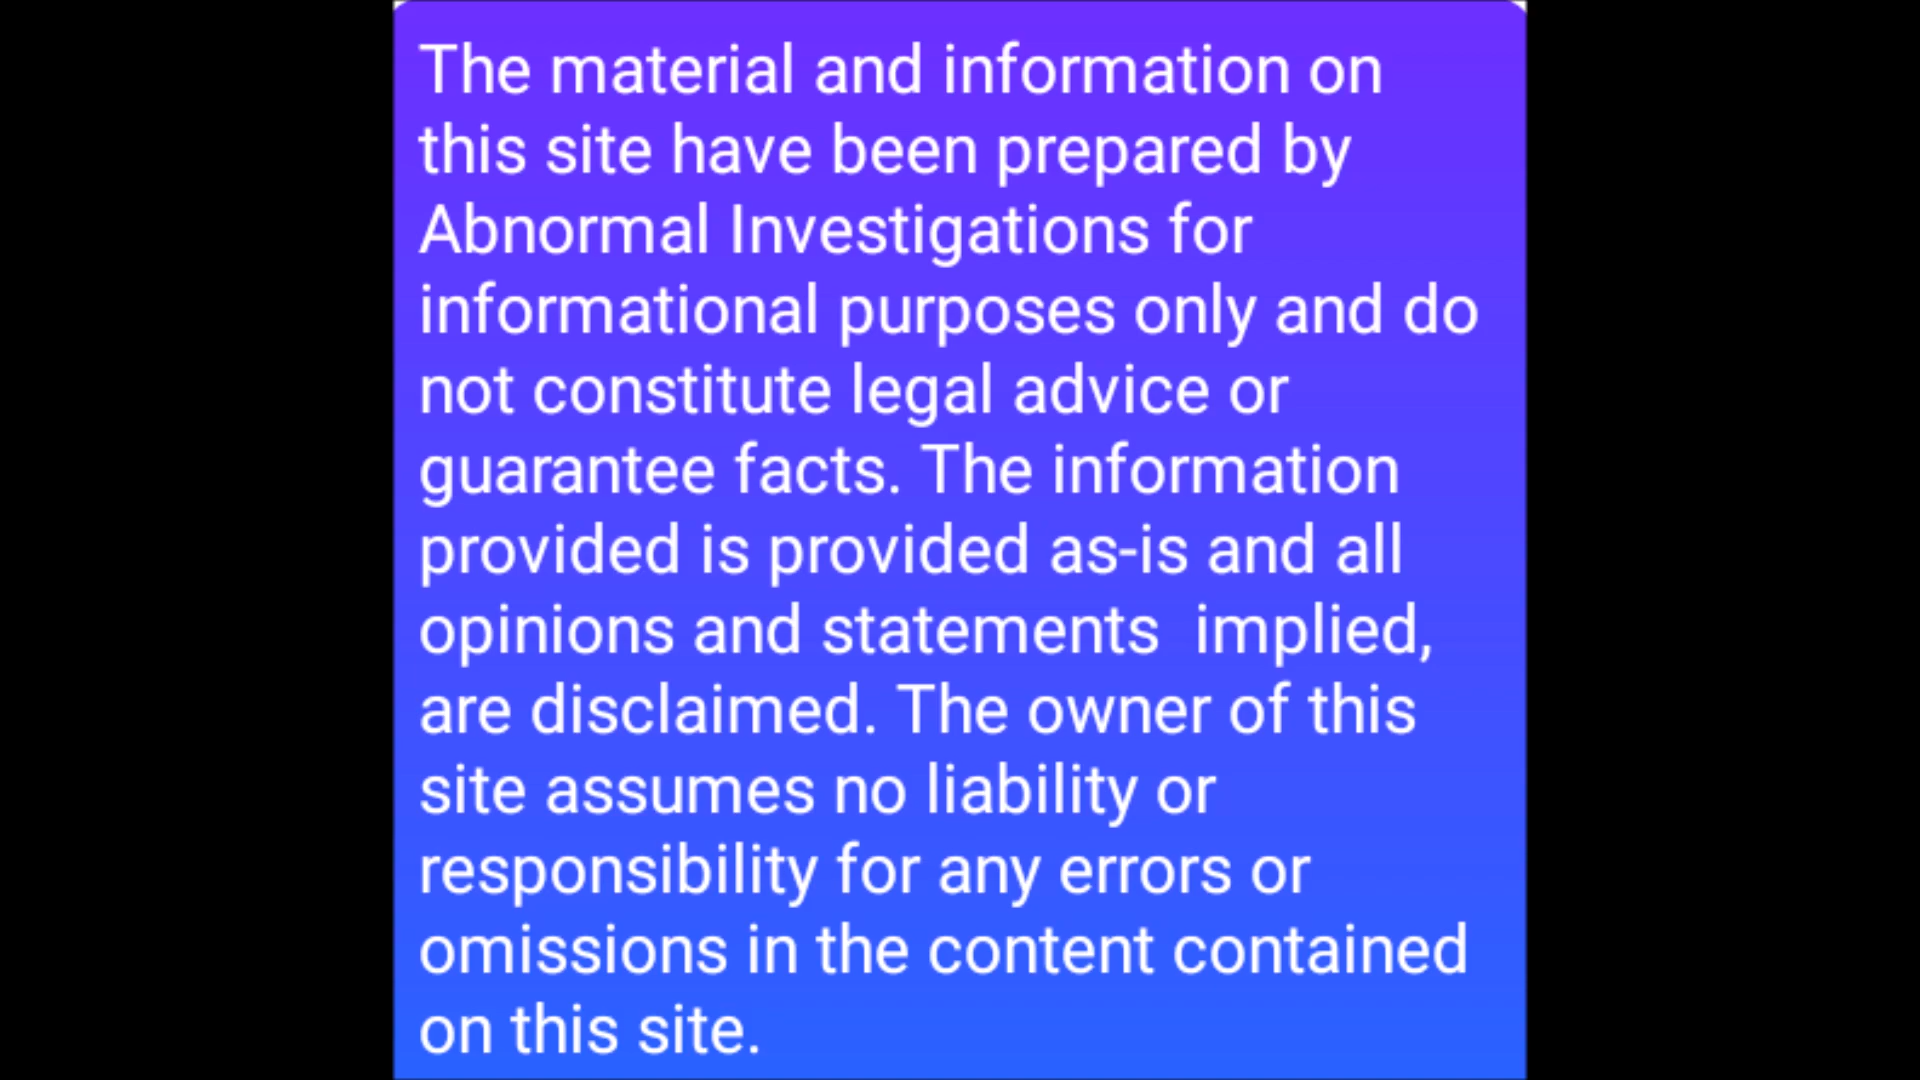 The material and information on
this site have been prepared by
Abnormal Investigations for
informational purposes only and do
not constitute legal advice or
guarantee facts. The information
provided is provided as-is and all
opinions and statements  implied,
are disclaimed. The owner of this
site assumes no liability or
responsibility for any errors or
omissions in the content contained
on this site.